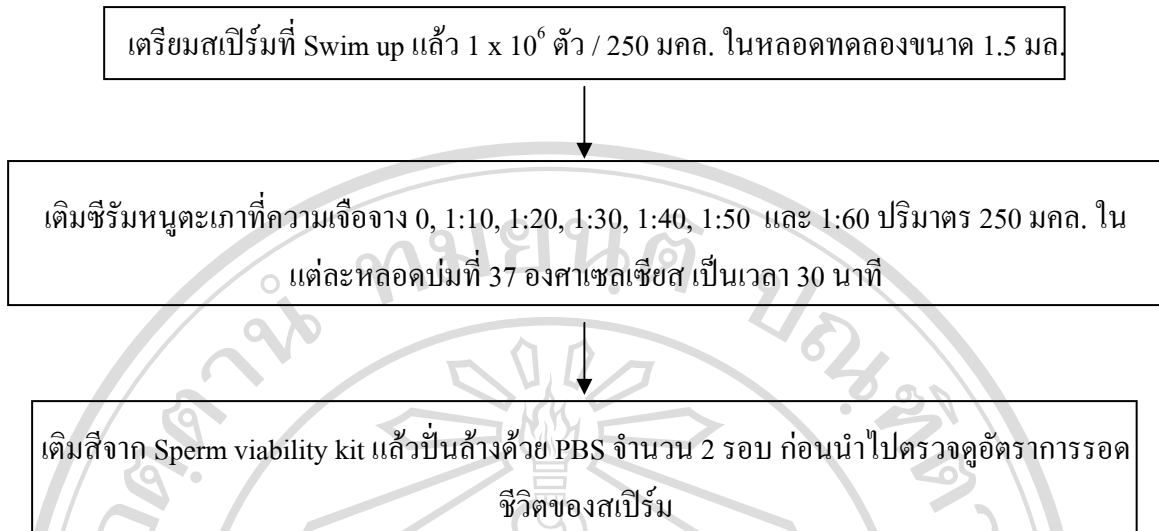 เตรียมสเปิร์มที่ Swim up แล้ว 1 x 10⁶ ตัว / 250 มคล. ในหลอดทดลองขนาด 1.5 มล.
เติมซีรัมหนูตะเภาที่ความเจือจาง 0, 1:10, 1:20, 1:30, 1:40, 1:50 และ 1:60 ปริมาตร 250 มคล. ใน
แต่ละหลอดบ่มที่ 37 องศาเซลเซียส เป็นเวลา 30 นาที
เติมสีจาก Sperm viability kit แล้วปั่นล้างด้วย PBS จำนวน 2 รอบ ก่อนนำไปตรวจดูอัตราการรอด
ชีวิตของสเปิร์ม